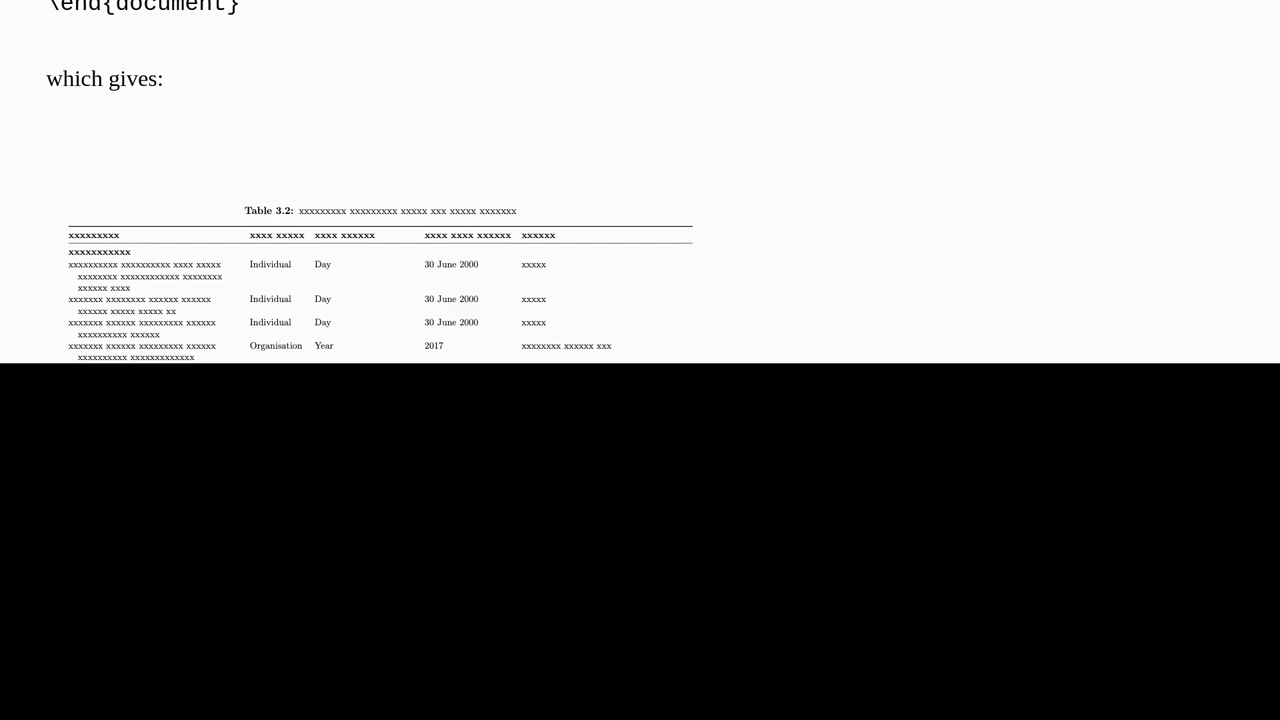 \end{document}
which gives:
Table 3.2: xxxxxxxxx xxxxxxxxx xxxxx xxx xxxxx xxxxxxx
xxxxxxxxx xxxx xxxxx xxxx xxxxxx xxxx xxxx xxxxxx xxxxxx
xxxxxxxxxxx
xxxxxxxxxx xxxxxxxxxx xxxx xxxxx Individual Day 30 June 2000 xxxxx
xxxxxxxx xxxxxxxxxxxx xxxxxxxx
xxxxxx xxxx
xxxxxxx xxxxxxxx xxxxxx xxxxxx Individual Day 30 June 2000 xxxxx
xxxxxx xxxxx xxxxx xx
xxxxxxx xxxxxx xxxxxxxxx xxxxxx Individual Day 30 June 2000 xxxxx
xxxxxxxxxx xxxxxx
xxxxxxx xxxxxx xxxxxxxxx xxxxxx Organisation Year 2017 xxxxxxxx xxxxxx xxx
xxxxxxxxxx xxxxxxxxxxxxx